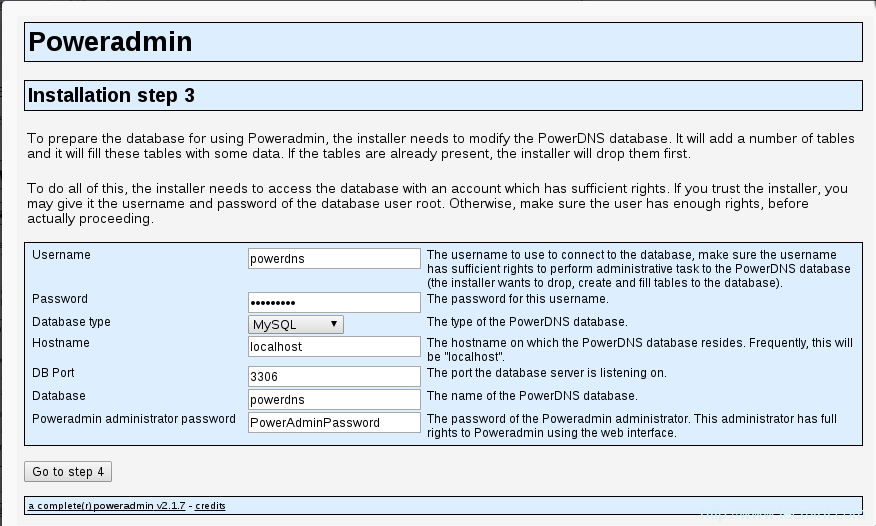 Poweradmin
Installation step 3
To prepare the database for using Poweradmin, the installer needs to modify the PowerDNS database. It will add a number of tables
and it will fill these tables with some data. If the tables are already present, the installer will drop them first.
To do all of this, the installer needs to access the database with an account which has sufficient rights. If you trust the installer, you
may give it the username and password of the database user root. Otherwise, make sure the user has enough rights, before
actually proceeding.
Username powerdns The username to use to connect to the database, make sure the username
has sufficient rights to perform administrative task to the PowerDNS database
(the installer wants to drop, create and fill tables to the database).
Password ••••••••• The password for this username.
Database type MySQL The type of the PowerDNS database.
Hostname localhost The hostname on which the PowerDNS database resides. Frequently, this will
be "localhost".
DB Port 3306 The port the database server is listening on.
Database powerdns The name of the PowerDNS database.
Poweradmin administrator password PowerAdminPassword The password of the Poweradmin administrator. This administrator has full
rights to Poweradmin using the web interface.
Go to step 4
a complete(r) poweradmin v2.1.7 - credits